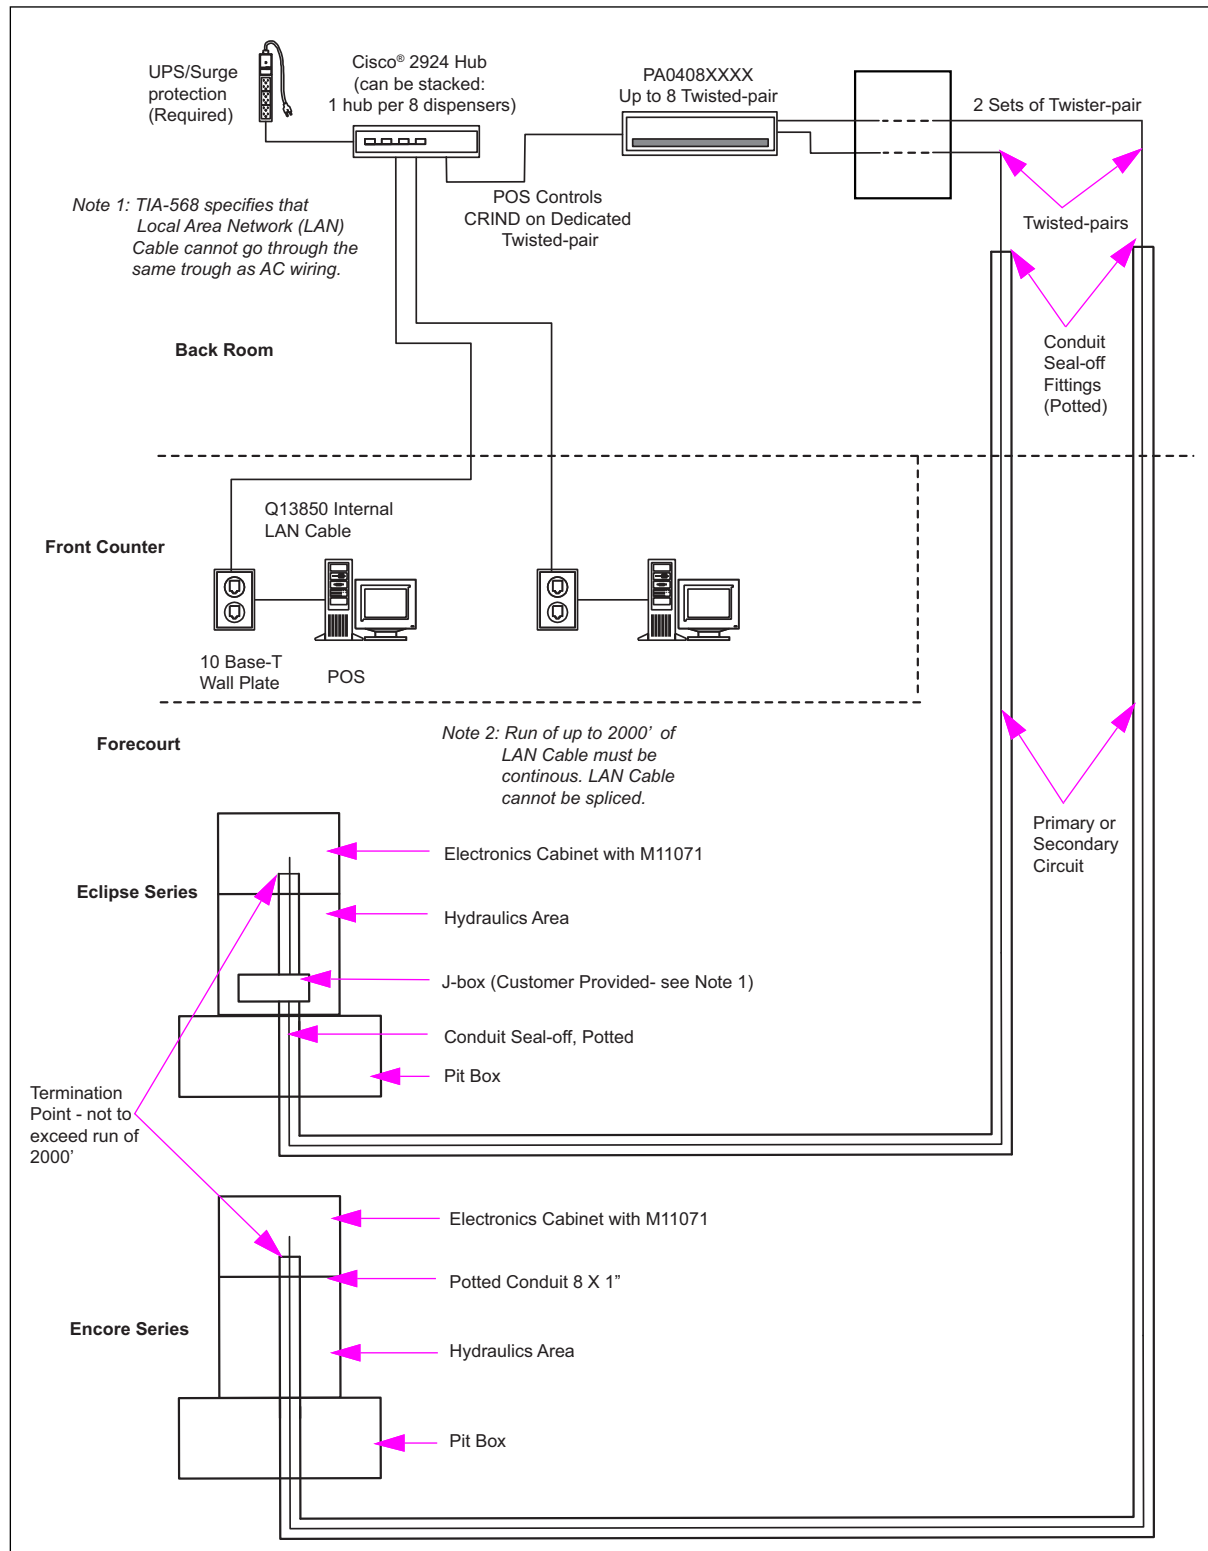 UPS/Surge
protection
(Required)
Cisco® 2924 Hub
(can be stacked:
1 hub per 8 dispensers)
PA0408XXXX
Up to 8 Twisted-pair
2 Sets of Twister-pair
Note 1: TIA-568 specifies that
Local Area Network (LAN)
Cable cannot go through the
same trough as AC wiring.
POS Controls
CRIND on Dedicated
Twisted-pair
Twisted-pairs
Back Room
Conduit
Seal-off
Fittings
(Potted)
Q13850 Internal
LAN Cable
Front Counter
10 Base-T
Wall Plate
POS
Forecourt
Note 2: Run of up to 2000' of
LAN Cable must be
continous. LAN Cable
cannot be spliced.
Primary or
Secondary
Circuit
Electronics Cabinet with M11071
Eclipse Series
Hydraulics Area
J-box (Customer Provided- see Note 1)
Conduit Seal-off, Potted
Pit Box
Termination
Point - not to
exceed run of
2000'
Electronics Cabinet with M11071
Potted Conduit 8 X 1”
Encore Series
Hydraulics Area
Pit Box